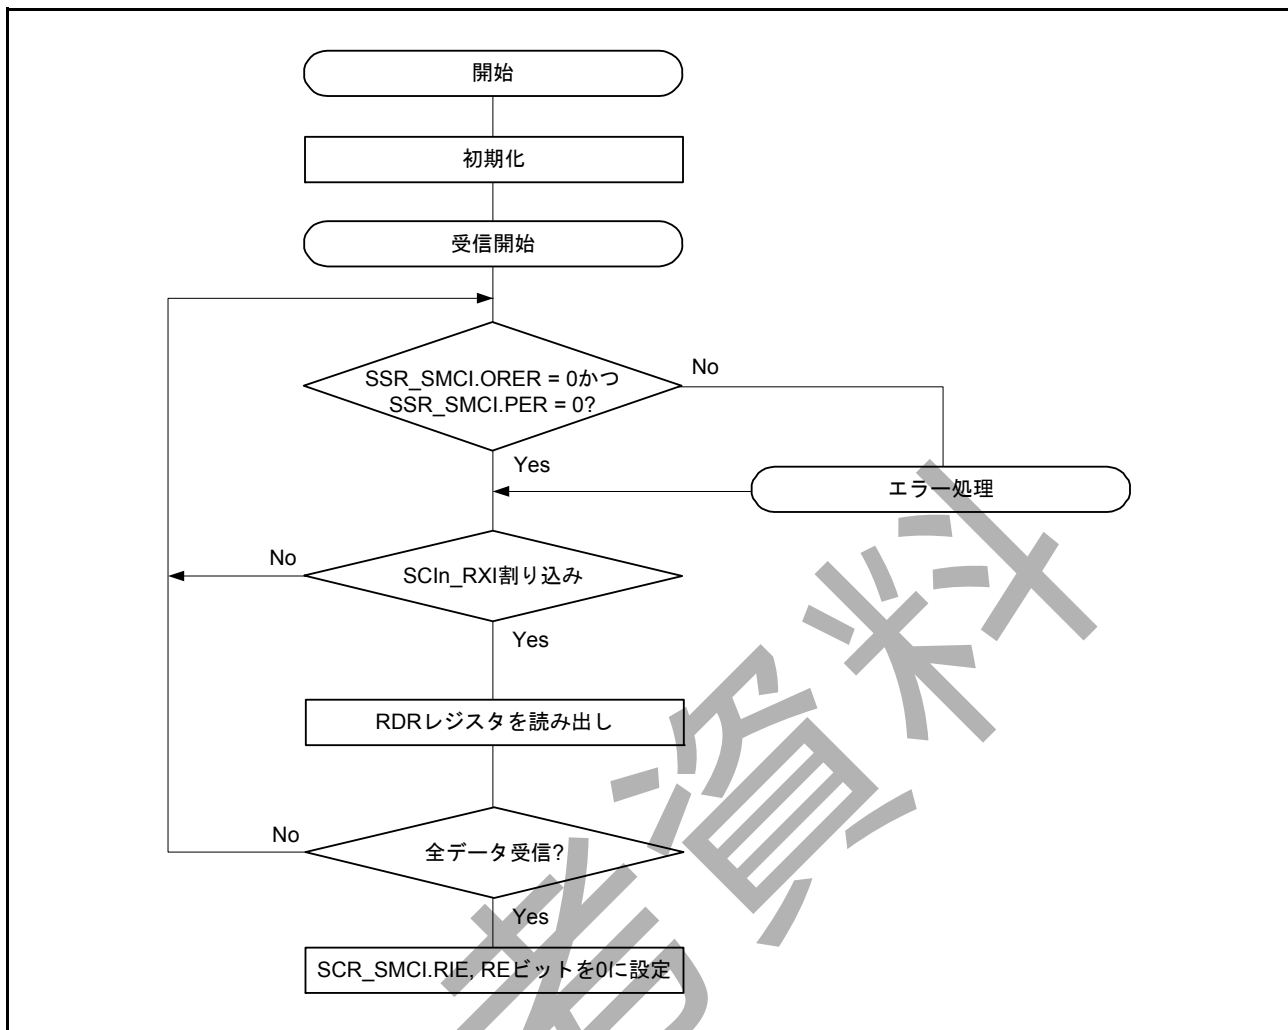 開始
初期化
受信開始
SSR_SMCI.ORER = 0かつ
SSR_SMCI.PER = 0?
No
Yes
エラー処理
No
SCIn_RXI割り込み
Yes
RDRレジスタを読み出し
No
全データ受信?
Yes
SCR_SMCI.RIE, REビットを0に設定
考資料